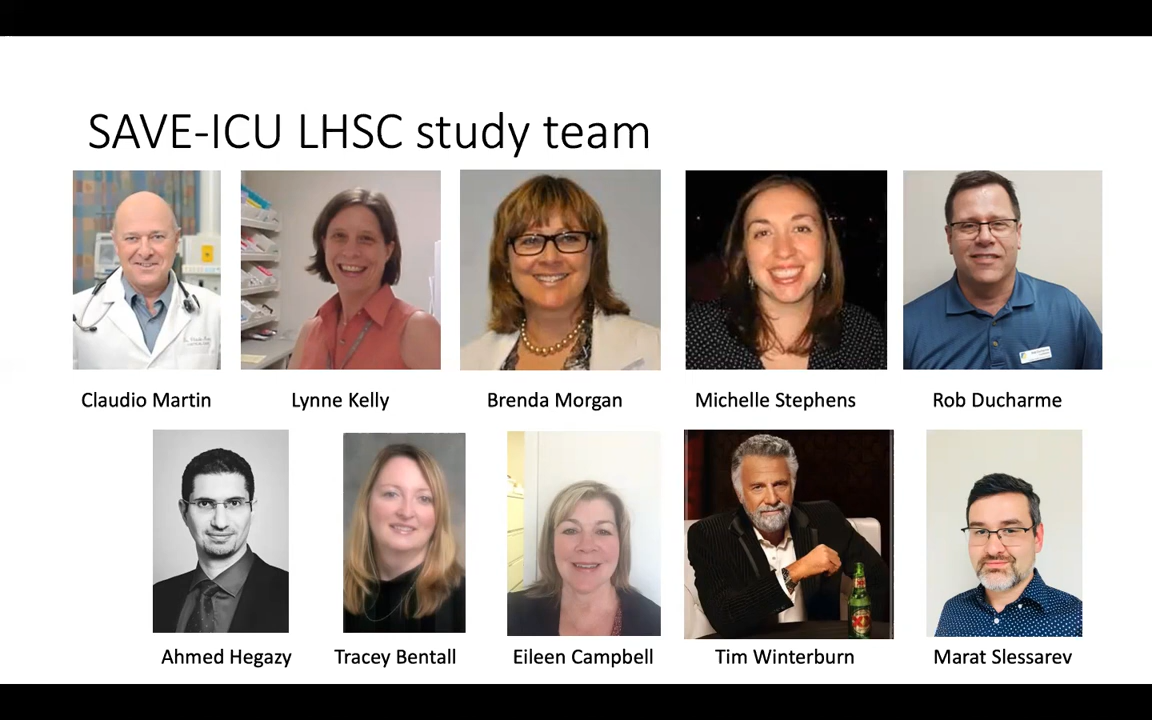 SAVE-ICU LHSC study team
Claudio Martin
Lynne Kelly
Brenda Morgan
Michelle Stephens
Rob Ducharme
XX
Ahmed Hegazy
Tracey Bentall
Eileen Campbell
Tim Winterburn
Marat Slessarev